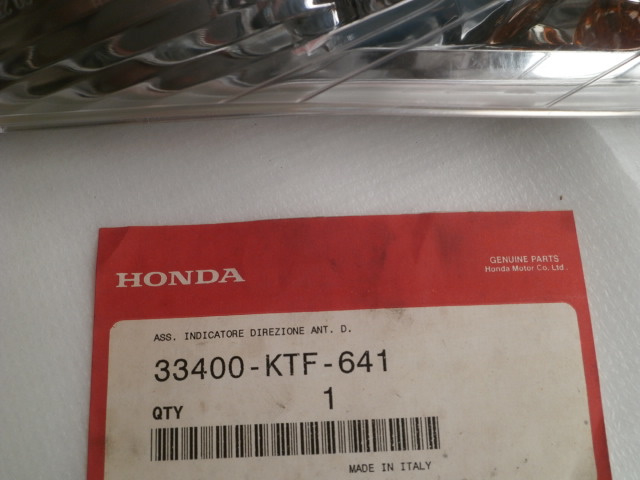 HONDA
GENUINE PARTS
Honda Motor Co. Ltd.
ASS. INDICATORE DIREZIONE ANT. D.
33400-KTF-641
QTY 1
MADE IN ITALY